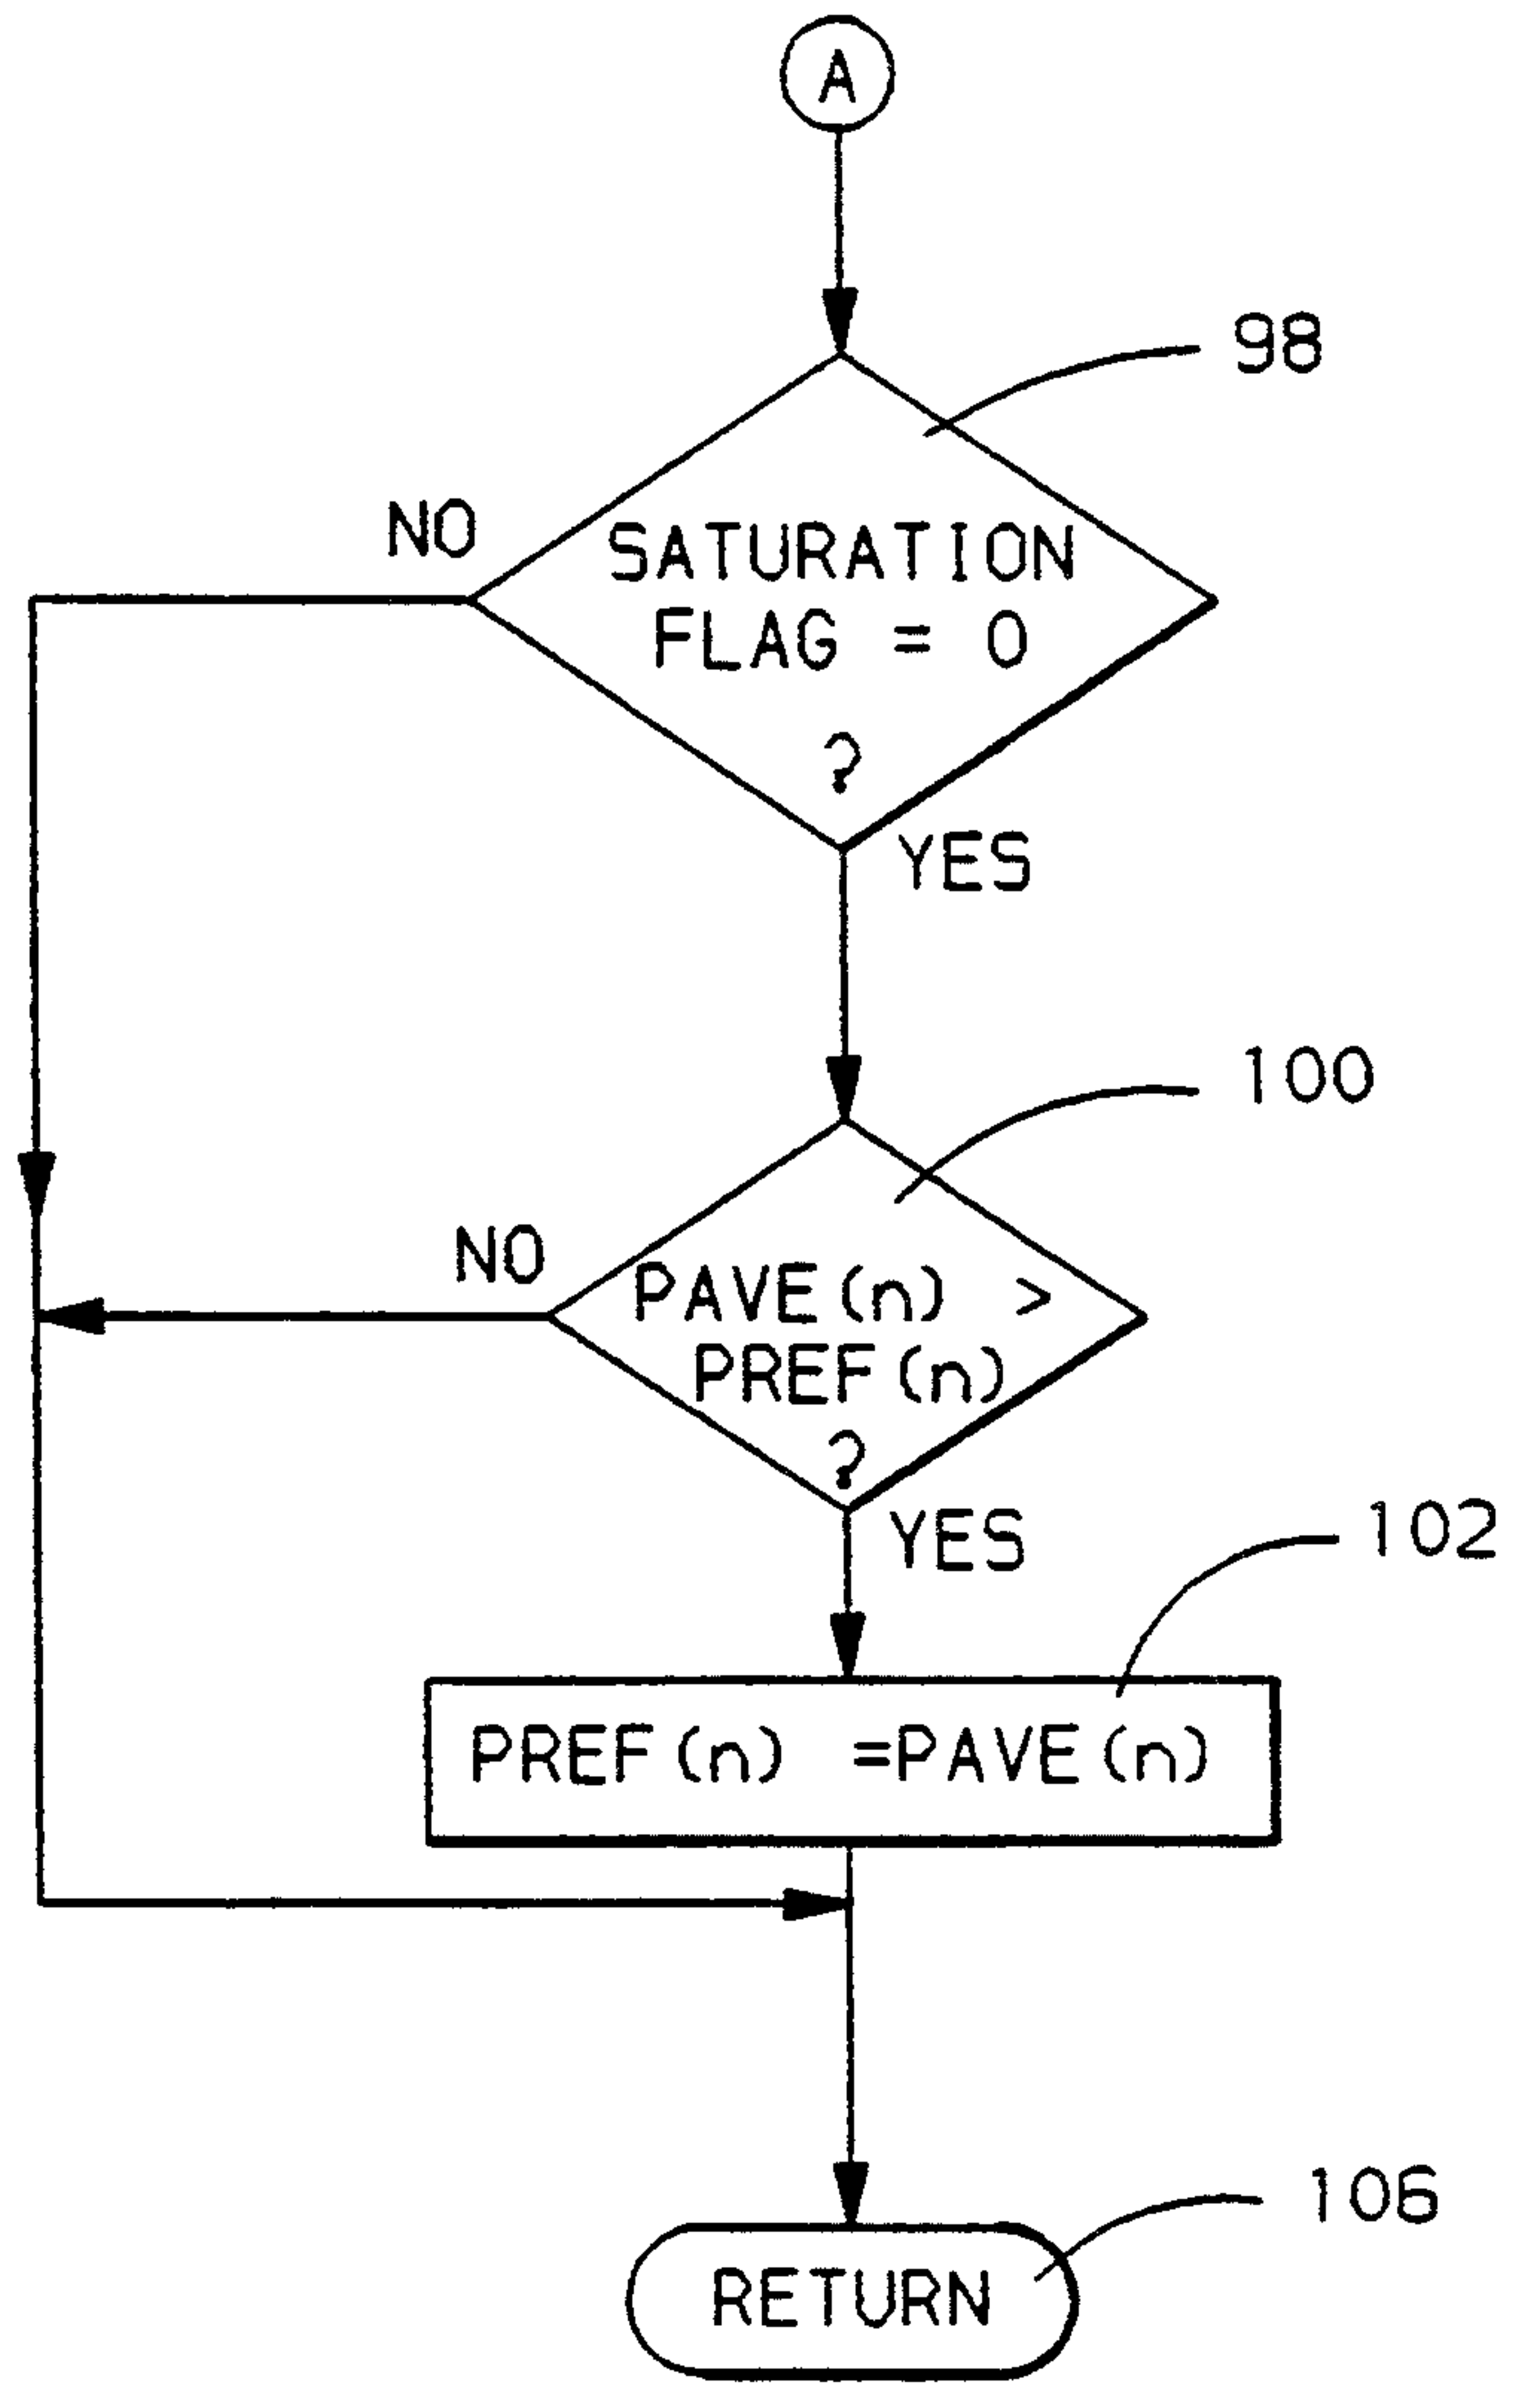 A
98
NO
SATURATION
FLAG = 0
?
YES
100
NO
PAVE(n) >
PREF(n)
?
YES
102
PREF(n) =PAVE(n)
106
RETURN